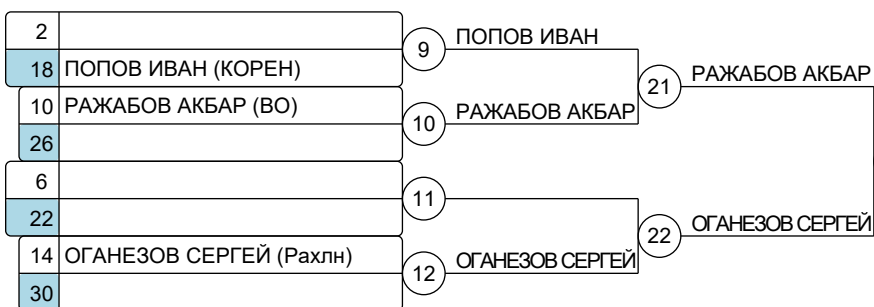 2
18 ПОПОВ ИВАН (КОРЕН)
9 ПОПОВ ИВАН
10 РАЖАБОВ АКБАР (ВО)
26
10 РАЖАБОВ АКБАР
21 РАЖАБОВ АКБАР
6
22
11
14 ОГАНЕЗОВ СЕРГЕЙ (Рахлн)
30
12 ОГАНЕЗОВ СЕРГЕЙ
22 ОГАНЕЗОВ СЕРГЕЙ